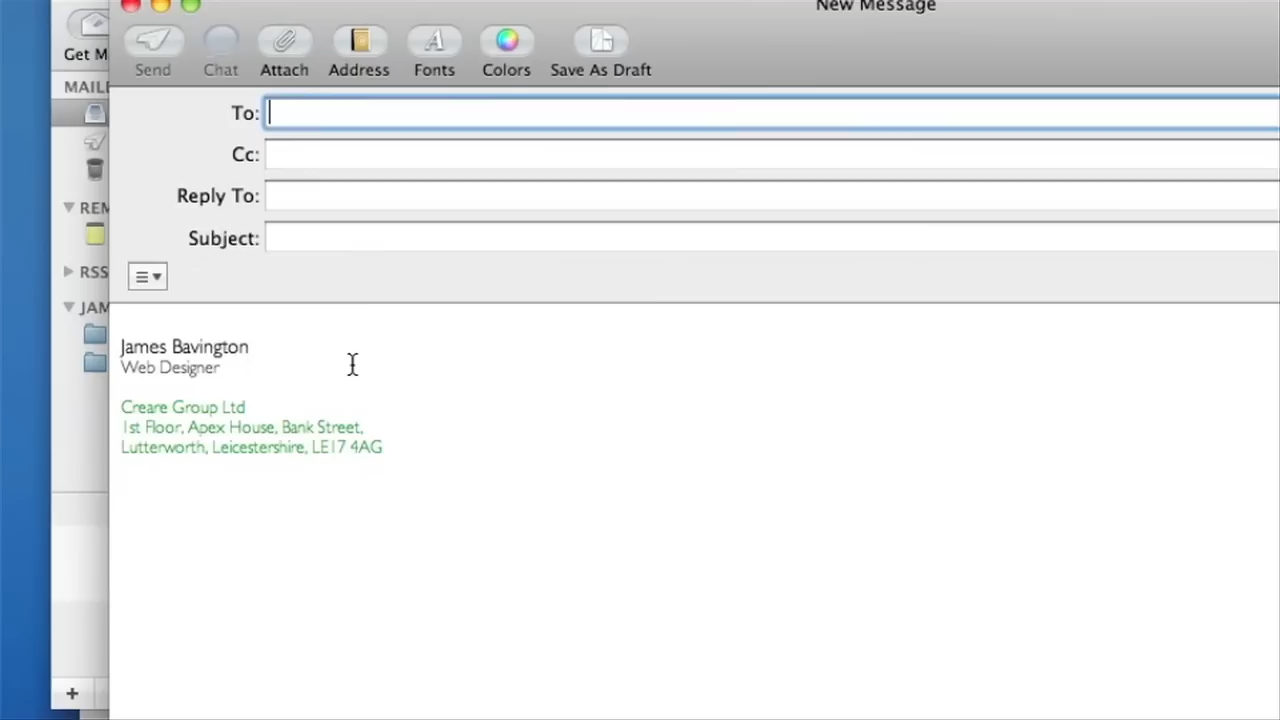 New Message
Get M
Send Chat Attach Address Fonts Colors Save As Draft
MAIL
To:
Cc:
REM
Reply To:
Subject:
RSS
JAM
James Bavington
Web Designer
Creare Group Ltd
1st Floor, Apex House, Bank Street,
Lutterworth, Leicestershire, LE17 4AG